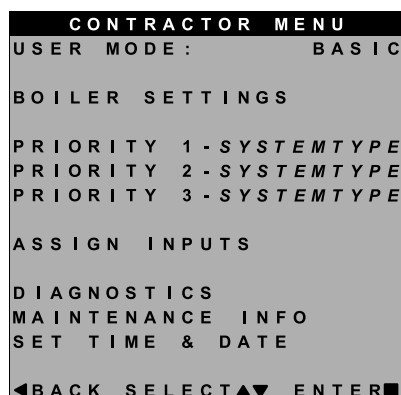 CONTRACTOR MENU
USER MODE: BASIC
BOILER SETTINGS
PRIORITY 1-SYSTEMTYPE
PRIORITY 2-SYSTEMTYPE
PRIORITY 3-SYSTEMTYPE
ASSIGN INPUTS
DIAGNOSTICS
MAINTENANCE INFO
SET TIME & DATE
◀BACK SELECT▲▼ ENTER■